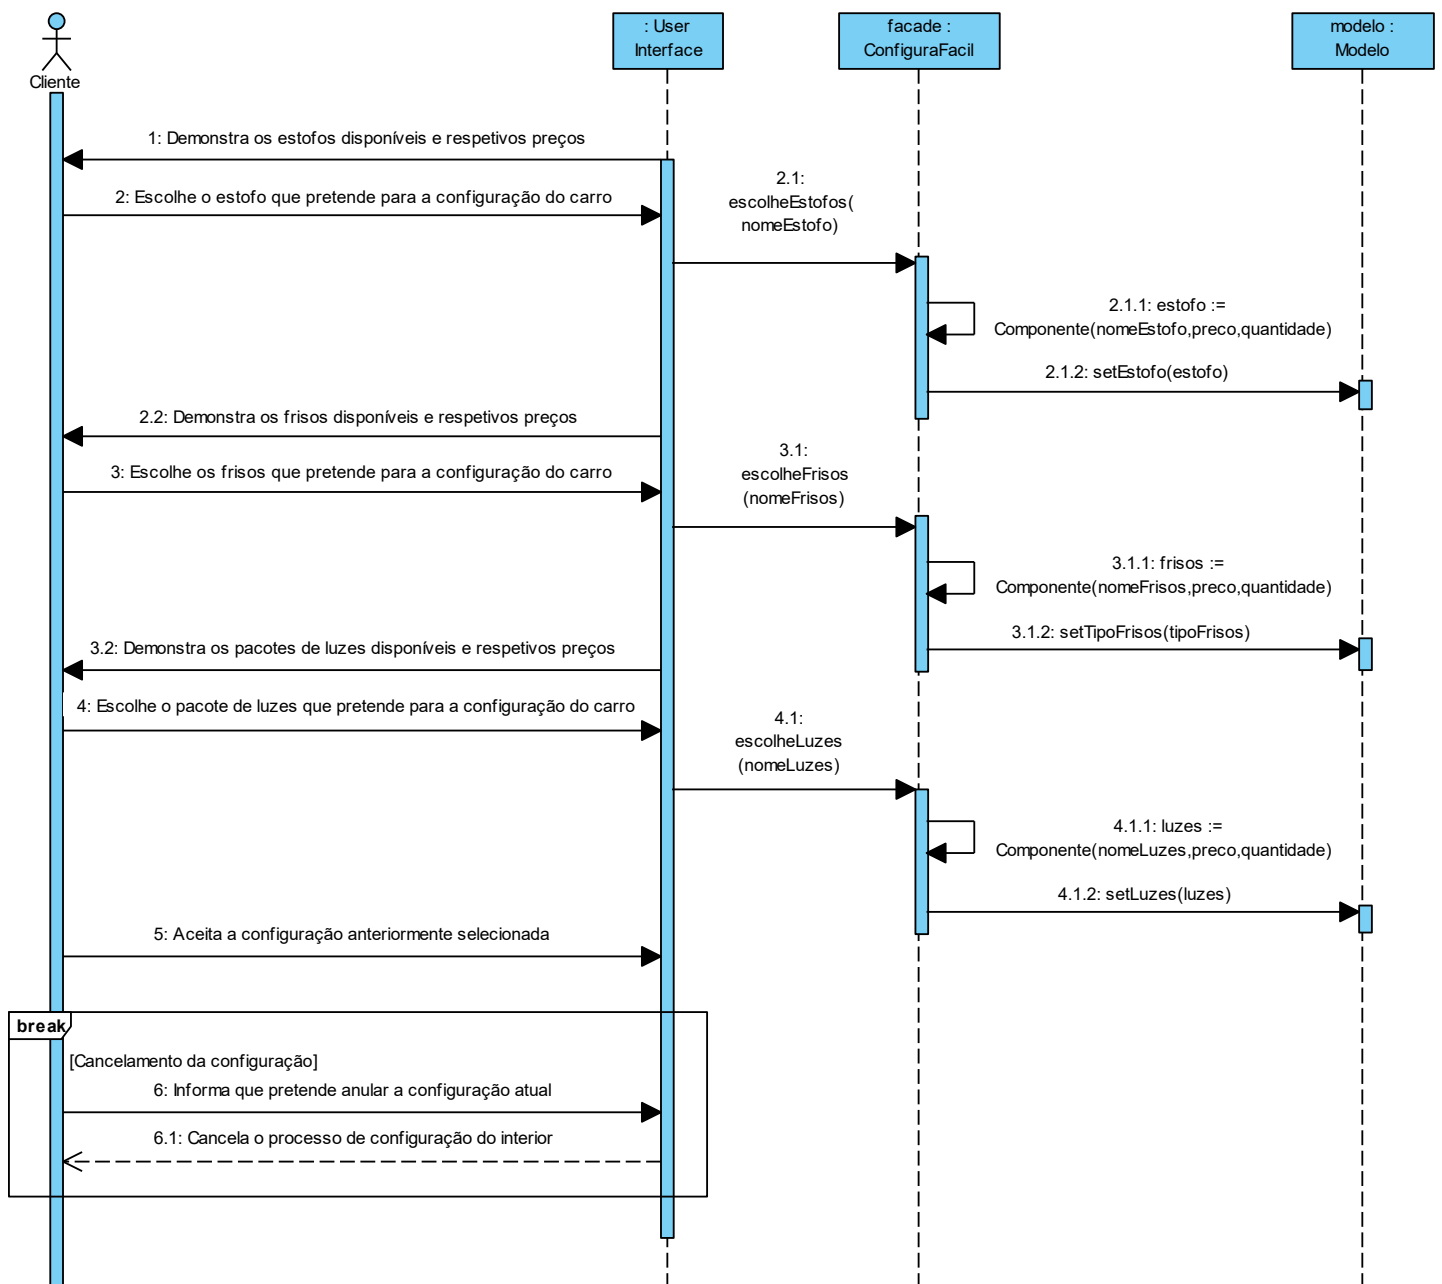 Cliente
: User
Interface
facade :
ConfiguraFacil
modelo :
Modelo
1: Demonstra os estofos disponíveis e respetivos preços
2: Escolhe o estofo que pretende para a configuração do carro
2.1:
escolheEstofos(
nomeEstofo)
2.1.1: estofo :=
Componente(nomeEstofo,preco,quantidade)
2.1.2: setEstofo(estofo)
2.2: Demonstra os frisos disponíveis e respetivos preços
3: Escolhe os frisos que pretende para a configuração do carro
3.1:
escolheFrisos
(nomeFrisos)
3.1.1: frisos :=
Componente(nomeFrisos,preco,quantidade)
3.1.2: setTipoFrisos(tipoFrisos)
3.2: Demonstra os pacotes de luzes disponíveis e respetivos preços
4: Escolhe o pacote de luzes que pretende para a configuração do carro
4.1:
escolheLuzes
(nomeLuzes)
4.1.1: luzes :=
Componente(nomeLuzes,preco,quantidade)
4.1.2: setLuzes(luzes)
5: Aceita a configuração anteriormente selecionada
break
[Cancelamento da configuração]
6: Informa que pretende anular a configuração atual
6.1: Cancela o processo de configuração do interior